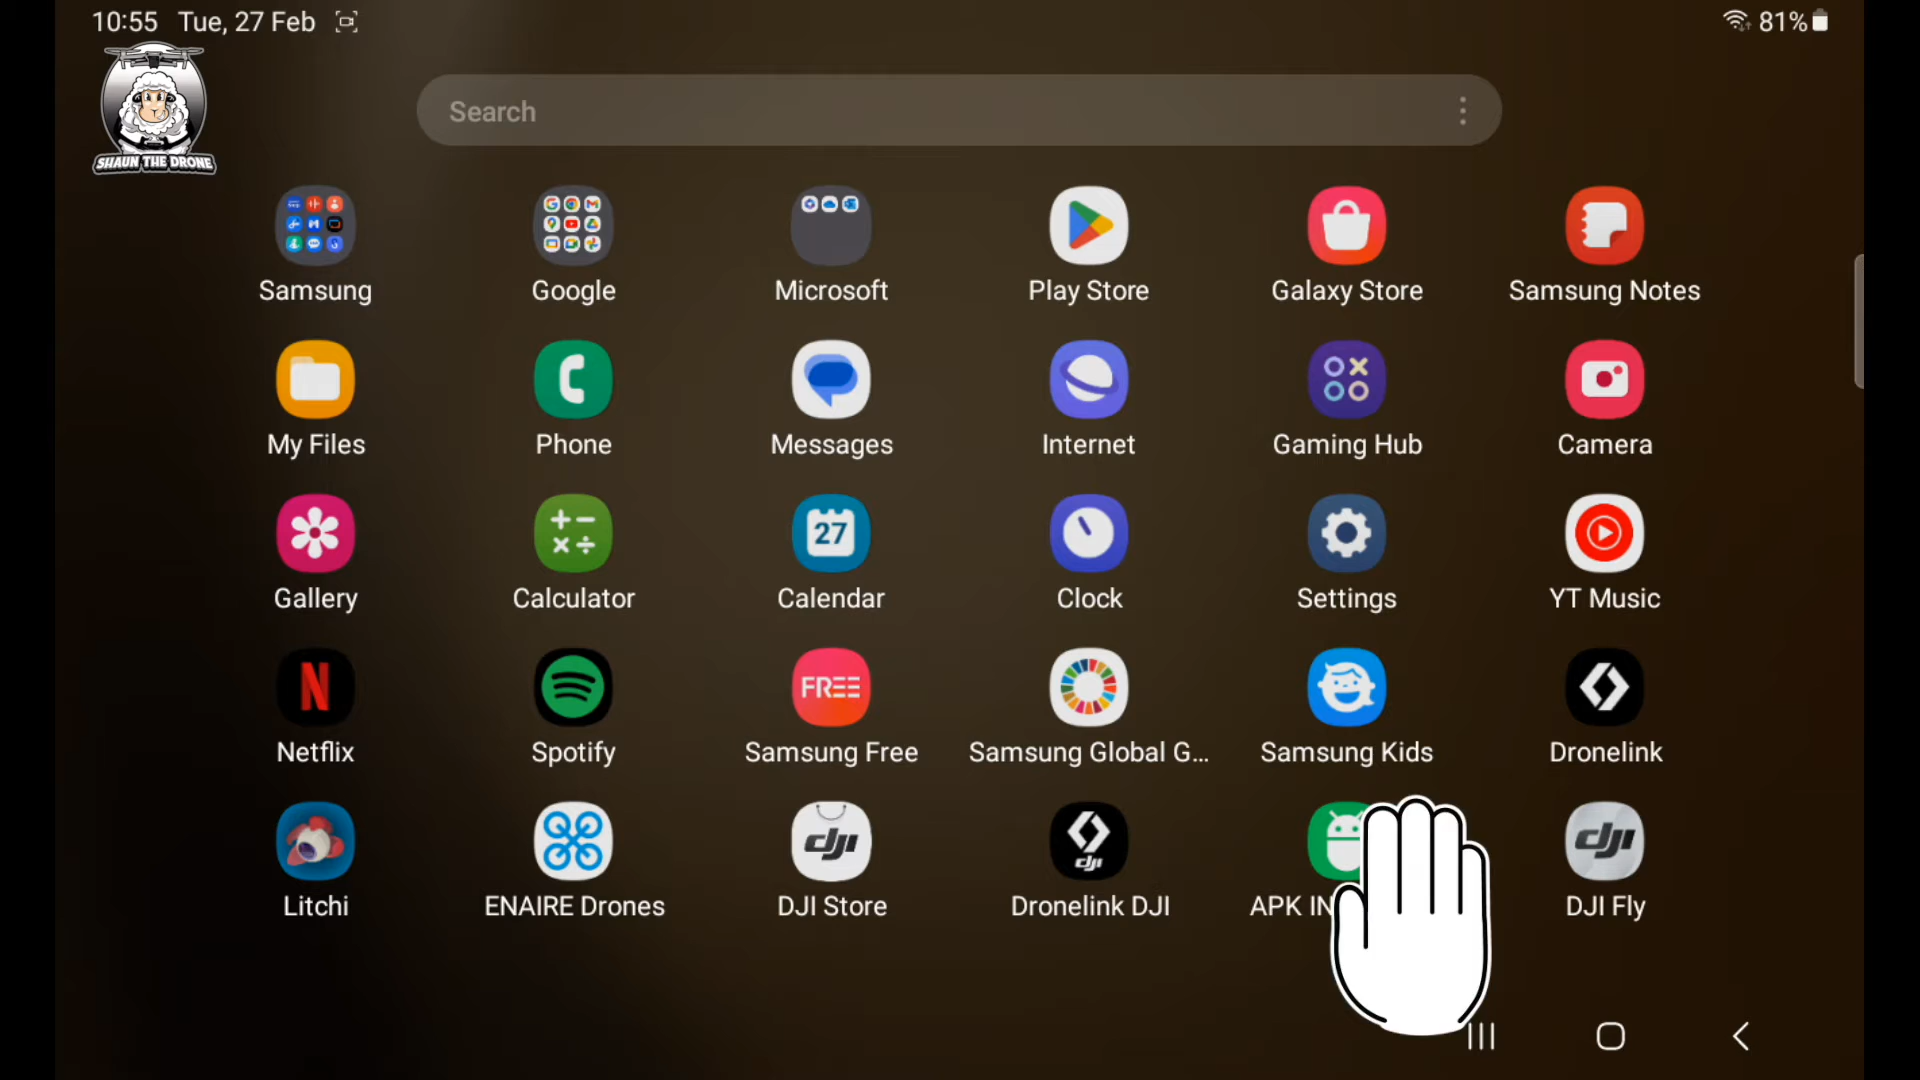 10:55 Tue, 27 Feb 81%
SHAUN THE DRONE
Search
Samsung Google Microsoft Play Store Galaxy Store Samsung Notes
My Files Phone Messages Internet Gaming Hub Camera
27
Gallery Calculator Calendar Clock Settings YT Music
N FREE
Netflix Spotify Samsung Free Samsung Global G... Samsung Kids Dronelink
dji dji dji
Litchi ENAIRE Drones DJI Store Dronelink DJI APK DJI Fly